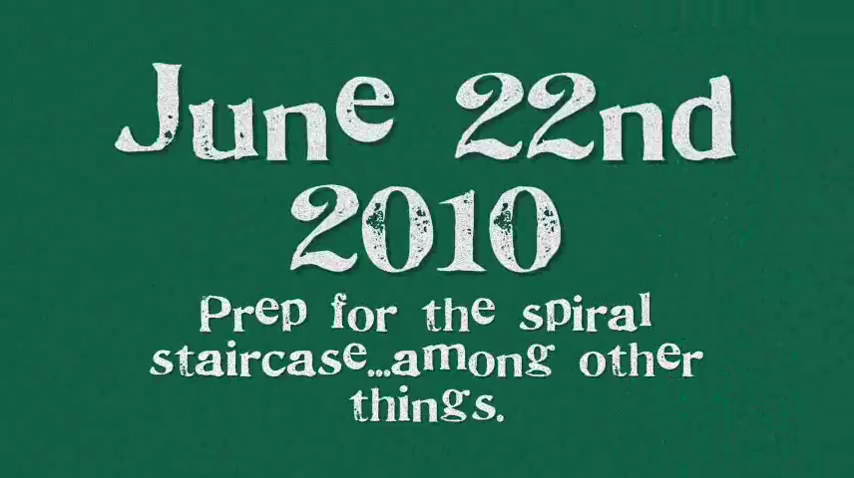 June 22nd
2010
Prep for the spiral
staircase...among other
things.